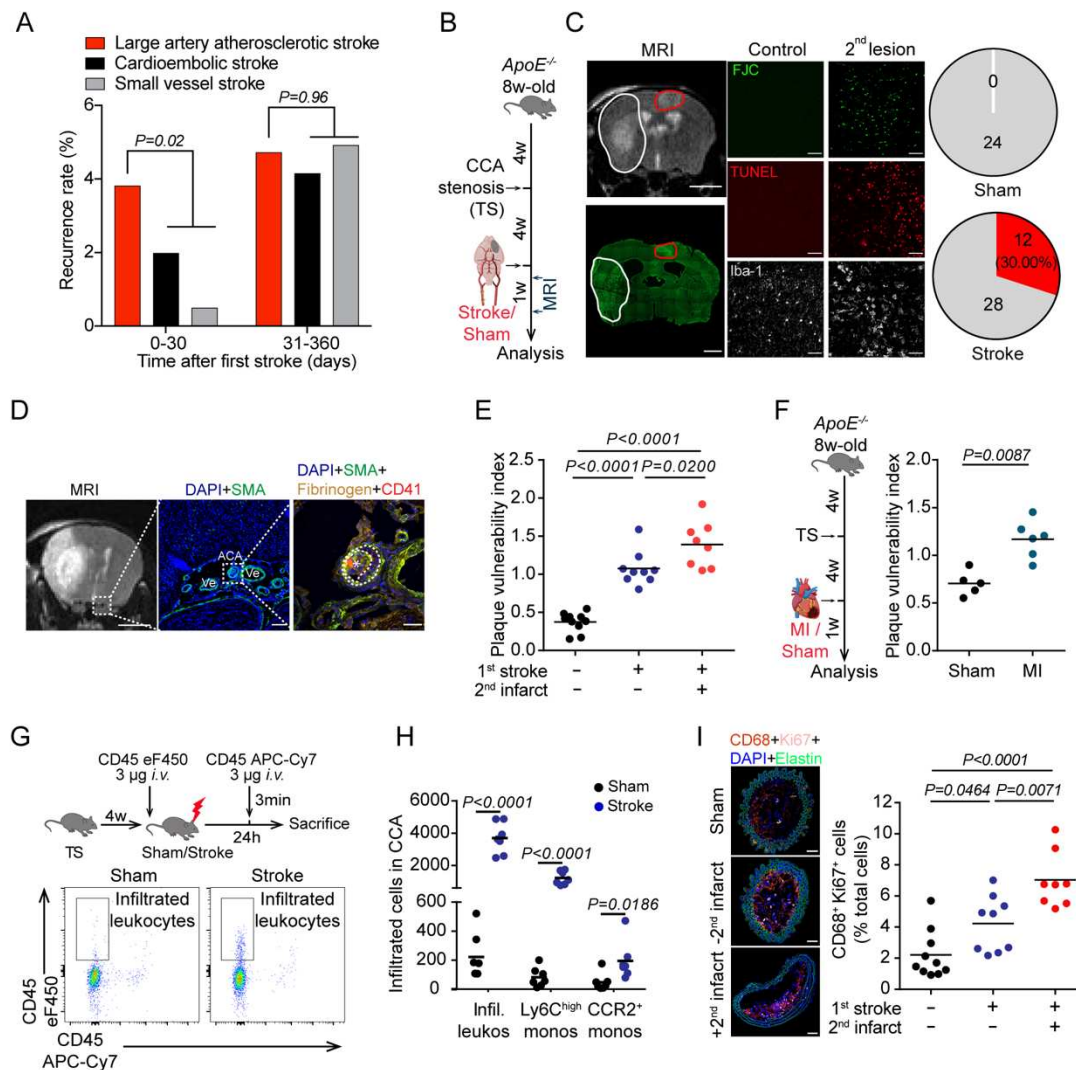 A
Large artery atherosclerotic stroke
Cardioembolic stroke
Small vessel stroke
P=0.96
P=0.02
6
4
2
0
Recurrence rate (%)
0-30
31-360
Time after first stroke (days)
B
ApoE-/-
8w-old
4w
CCA
stenosis
(TS)
4w
1w
MRI
Stroke/
Sham
Analysis
C
MRI
Control
2nd lesion
FJC
TUNEL
Iba-1
0
24
Sham
12
(30.00%)
28
Stroke
D
MRI
DAPI+SMA
DAPI+SMA+
Fibrinogen+CD41
ACA
Ve
Ve
E
P<0.0001
P<0.0001
P=0.0200
2.5
2.0
1.5
1.0
0.5
0.0
Plaque vulnerability index
1st stroke
- + +
2nd infarct
- - +
F
ApoE-/-
8w-old
4w
TS
4w
MI /
Sham
1w
Analysis
P=0.0087
2.0
1.5
1.0
0.5
0.0
Plaque vulnerability index
Sham
MI
G
CD45 eF450
3 µg i.v.
CD45 APC-Cy7
3 µg i.v.
3min
4w
24h
Sacrifice
TS
Sham/Stroke
Sham
Stroke
Infiltrated
leukocytes
Infiltrated
leukocytes
CD45
eF450
CD45
APC-Cy7
H
Sham
Stroke
P<0.0001
P<0.0001
P=0.0186
6000
4000
2000
200
100
0
Infiltrated cells in CCA
Infil.
leukos
Ly6Chigh
monos
CCR2+
monos
I
CD68+Ki67+
DAPI+Elastin
Sham
-2nd infarct
+2nd infacrt
P<0.0001
P=0.0464
P=0.0071
12
10
8
6
4
2
0
CD68+ Ki67+ cells
(% total cells)
1st stroke
- + +
2nd infarct
- - +